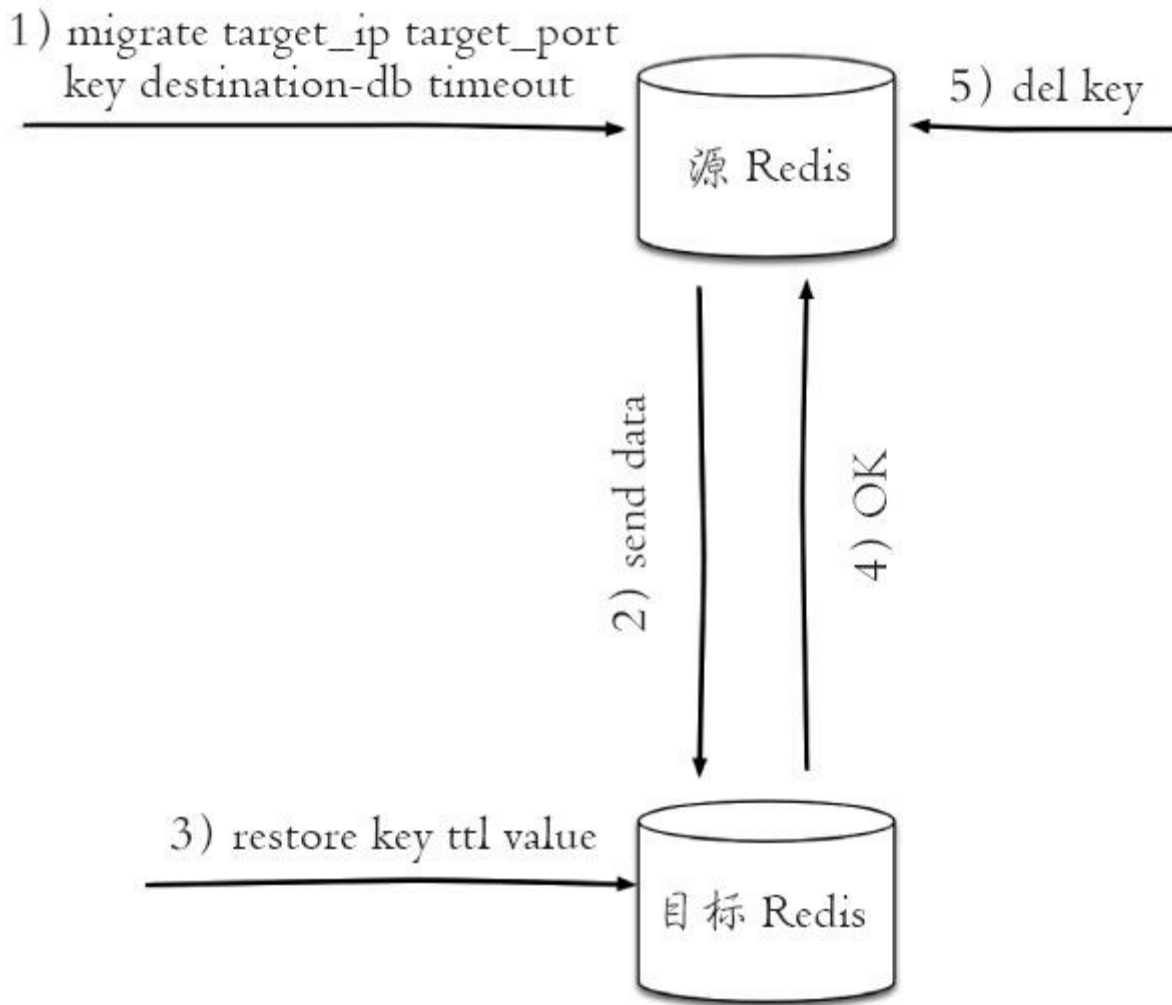 1) migrate target_ip target_port
key destination-db timeout
5) del key
源 Redis
2) send data
4) OK
3) restore key ttl value
目标 Redis